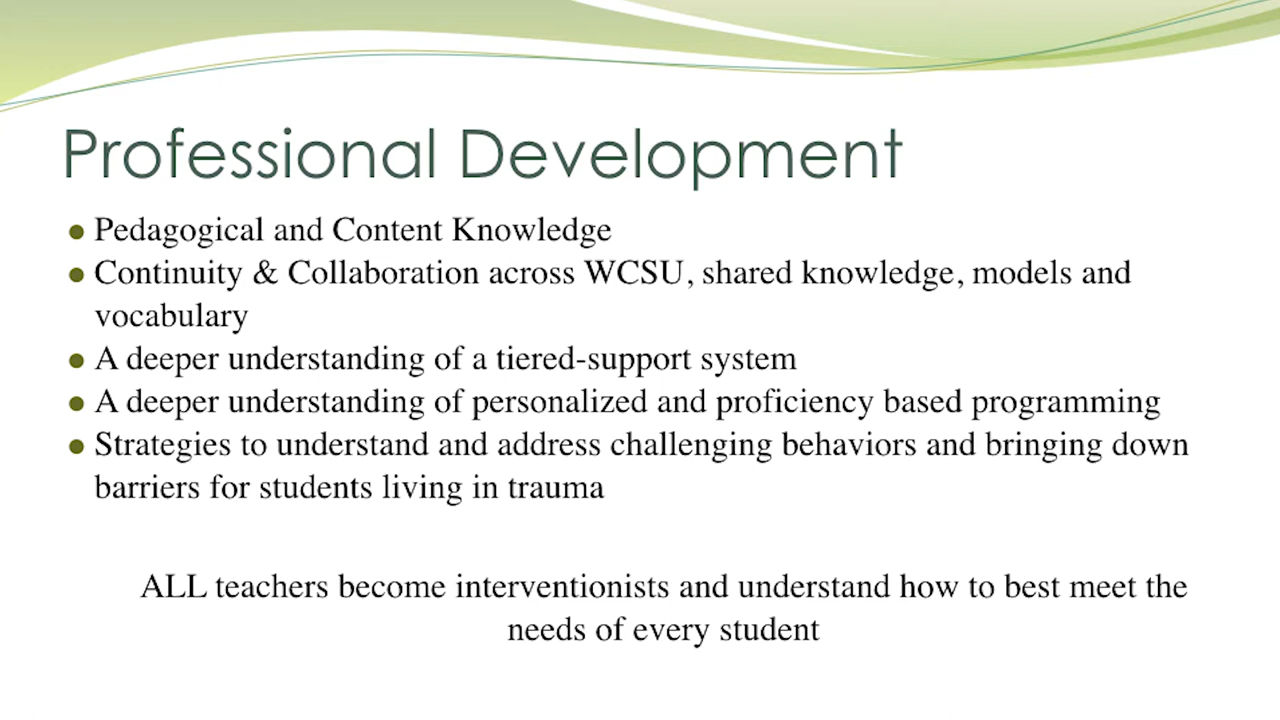 Professional Development
● Pedagogical and Content Knowledge
● Continuity & Collaboration across WCSU, shared knowledge, models and
vocabulary
● A deeper understanding of a tiered-support system
● A deeper understanding of personalized and proficiency based programming
● Strategies to understand and address challenging behaviors and bringing down
barriers for students living in trauma
ALL teachers become interventionists and understand how to best meet the
needs of every student